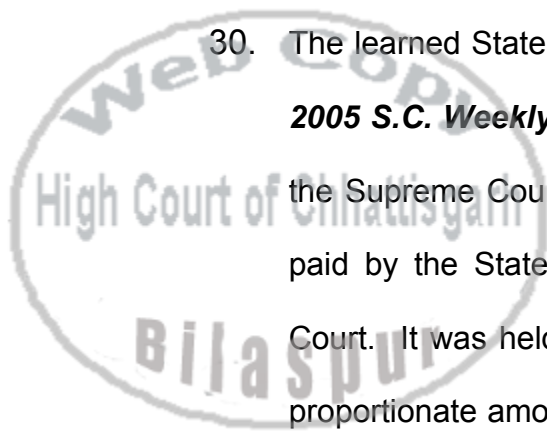 30. The learned State
2005 S.C. Weekly
the Supreme Cou
paid by the State
Court. It was held
proportionate amo
Web Copy
High Court of Chhattisgarh
Bilaspur